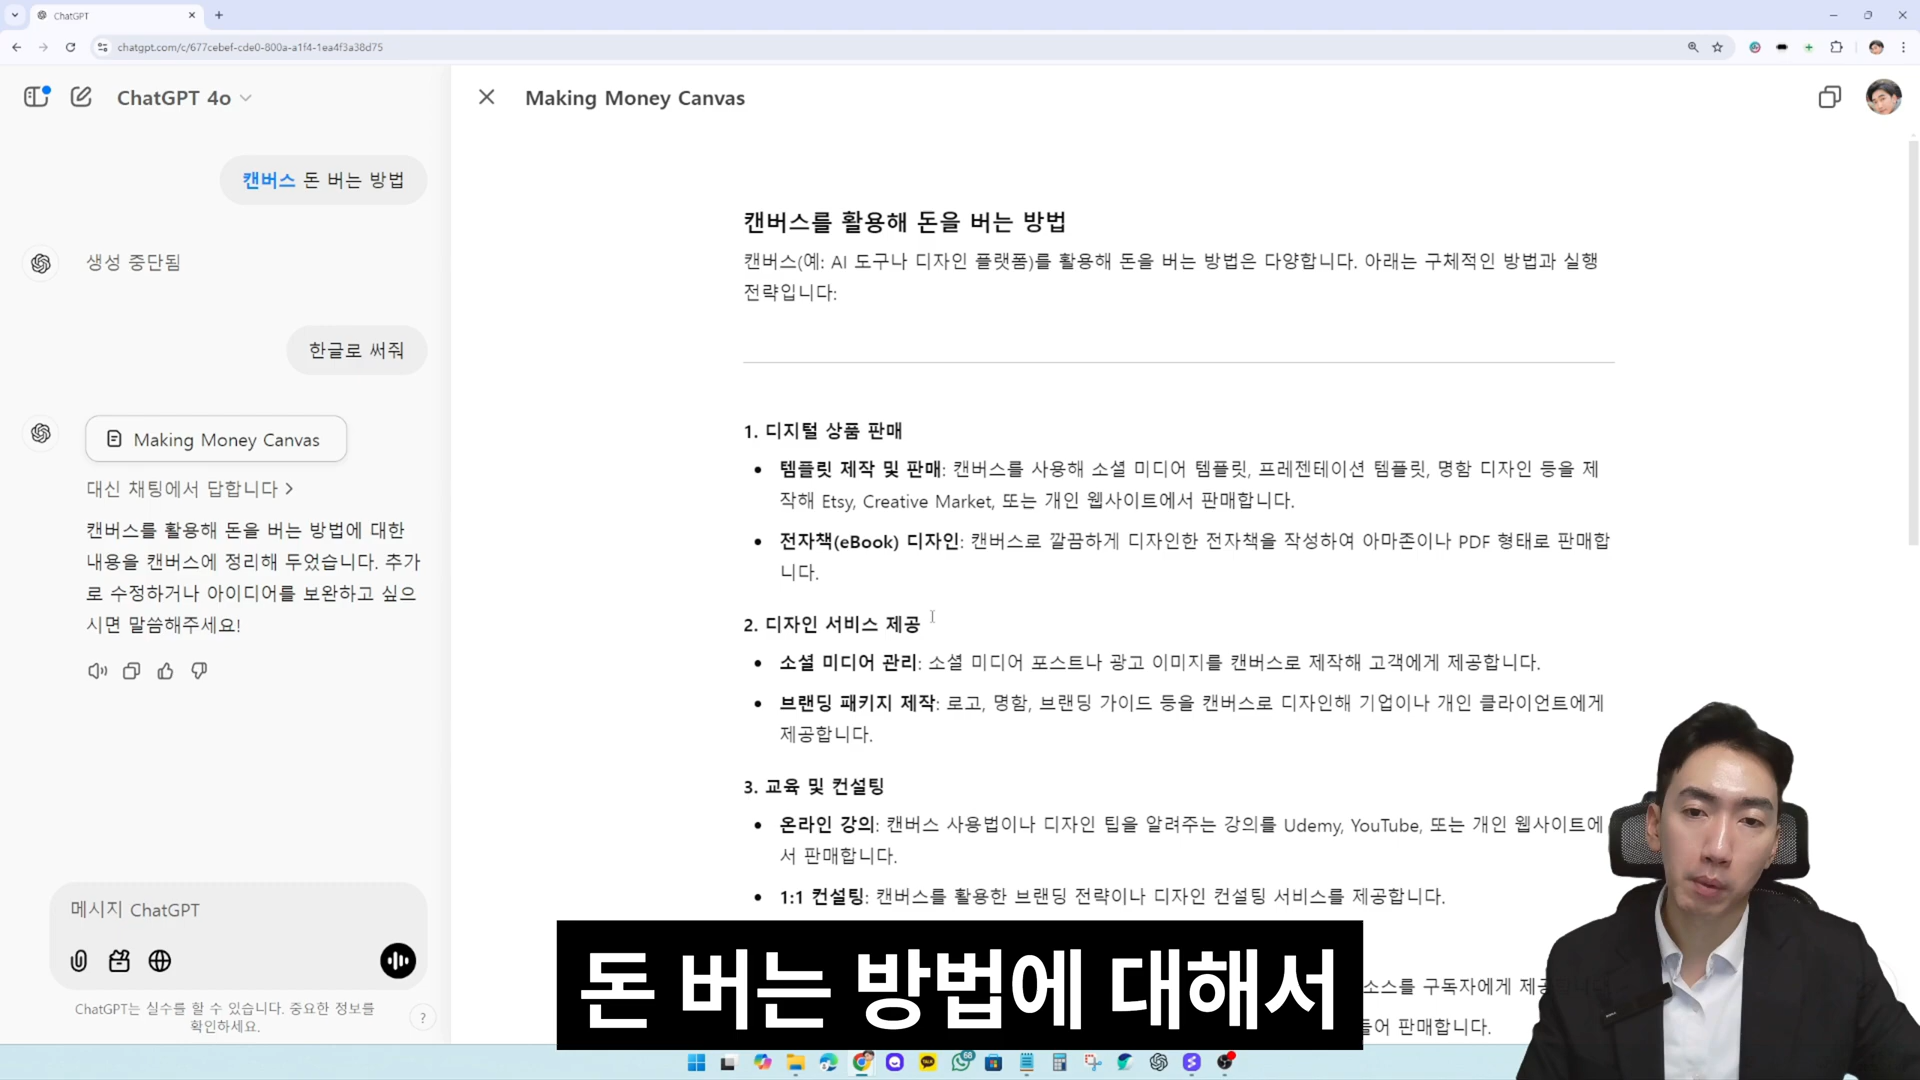 ChatGPT
chatgpt.com/c/677cebef-cde0-800a-a1f4-1ea4f3a38d75
ChatGPT 4o
캔버스 돈 버는 방법
생성 중단됨
한글로 써줘
Making Money Canvas
대신 채팅에서 답합니다 >
캔버스를 활용해 돈을 버는 방법에 대한
내용을 캔버스에 정리해 두었습니다. 추가
로 수정하거나 아이디어를 보완하고 싶으
시면 말씀해주세요!
메시지 ChatGPT
ChatGPT는 실수를 할 수 있습니다. 중요한 정보를
확인하세요.
?
Making Money Canvas
캔버스를 활용해 돈을 버는 방법
캔버스(예: AI 도구나 디자인 플랫폼)를 활용해 돈을 버는 방법은 다양합니다. 아래는 구체적인 방법과 실행
전략입니다:
1. 디지털 상품 판매
• 템플릿 제작 및 판매: 캔버스를 사용해 소셜 미디어 템플릿, 프레젠테이션 템플릿, 명함 디자인 등을 제
작해 Etsy, Creative Market, 또는 개인 웹사이트에서 판매합니다.
• 전자책(eBook) 디자인: 캔버스로 깔끔하게 디자인한 전자책을 작성하여 아마존이나 PDF 형태로 판매합
니다.
2. 디자인 서비스 제공
• 소셜 미디어 관리: 소셜 미디어 포스트나 광고 이미지를 캔버스로 제작해 고객에게 제공합니다.
• 브랜딩 패키지 제작: 로고, 명함, 브랜딩 가이드 등을 캔버스로 디자인해 기업이나 개인 클라이언트에게
제공합니다.
3. 교육 및 컨설팅
• 온라인 강의: 캔버스 사용법이나 디자인 팁을 알려주는 강의를 Udemy, YouTube, 또는 개인 웹사이트에
서 판매합니다.
• 1:1 컨설팅: 캔버스를 활용한 브랜딩 전략이나 디자인 컨설팅 서비스를 제공합니다.
소스를 구독자에게
판매합니다.
돈 버는 방법에 대해서
68